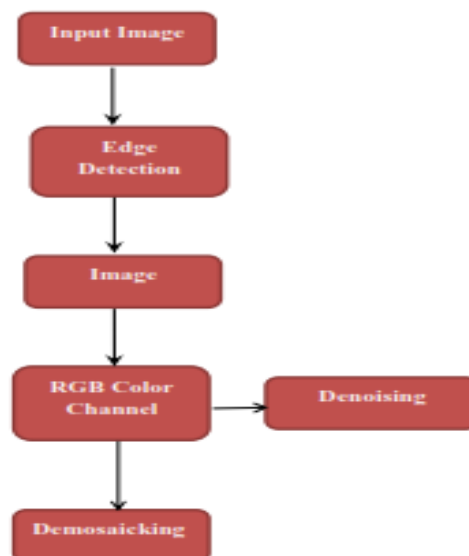 Input Image
Edge
Detection
Image
RGB Color
Channel
Denoising
Demosaicking